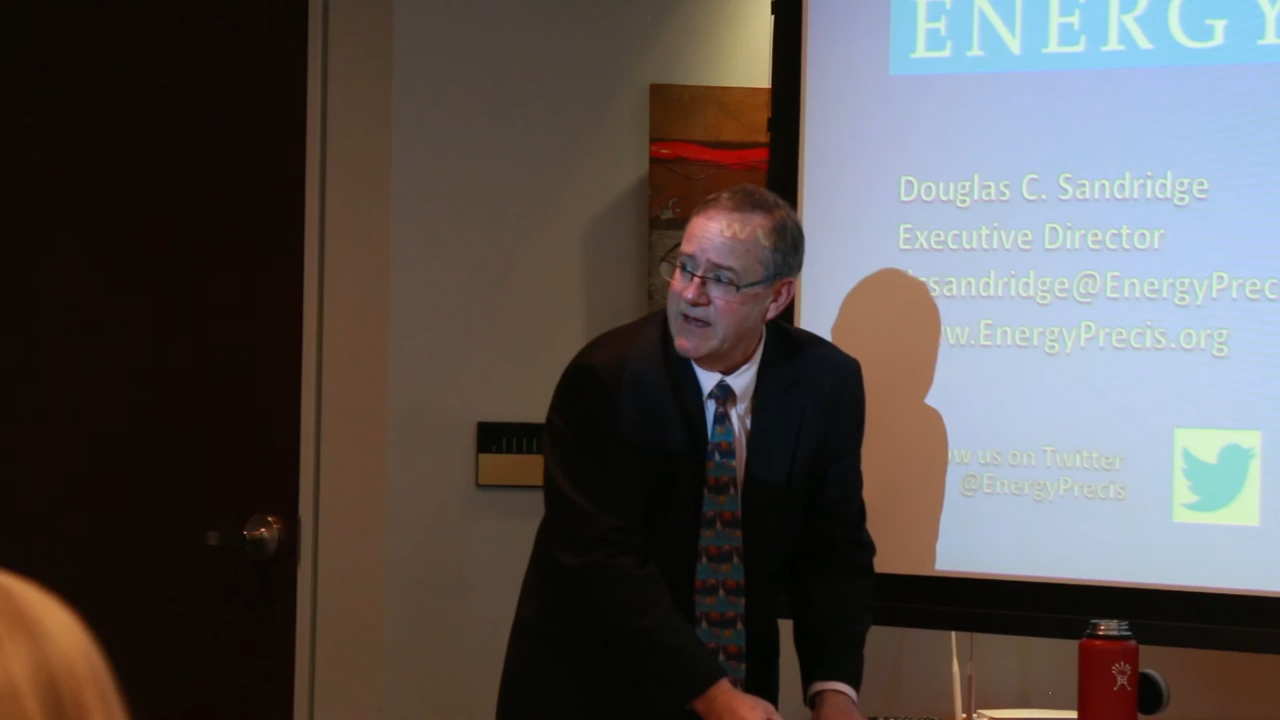 ENERGY
Douglas C. Sandridge
Executive Director
sandridge@EnergyPrec
w.EnergyPrecis.org
w us on Twitter
@EnergyPrecis